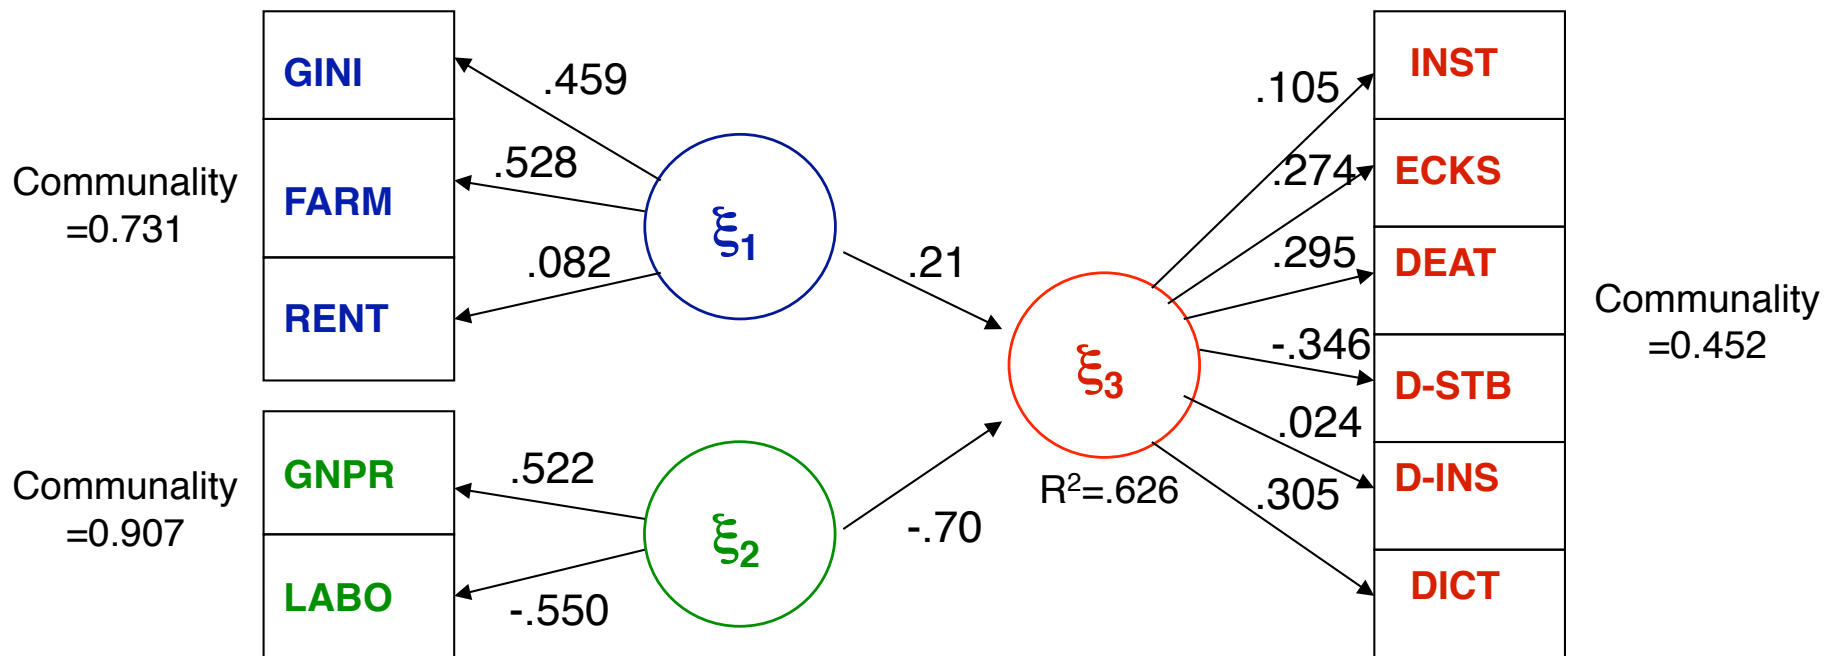 GINI
FARM
RENT
Communality
=0.731
.459
.528
.082
ξ1
.21
GNPR
LABO
Communality
=0.907
.522
-.550
ξ2
-.70
ξ3
R²=.626
.105
.274
.295
-.346
.024
.305
INST
ECKS
DEAT
D-STB
D-INS
DICT
Communality
=0.452